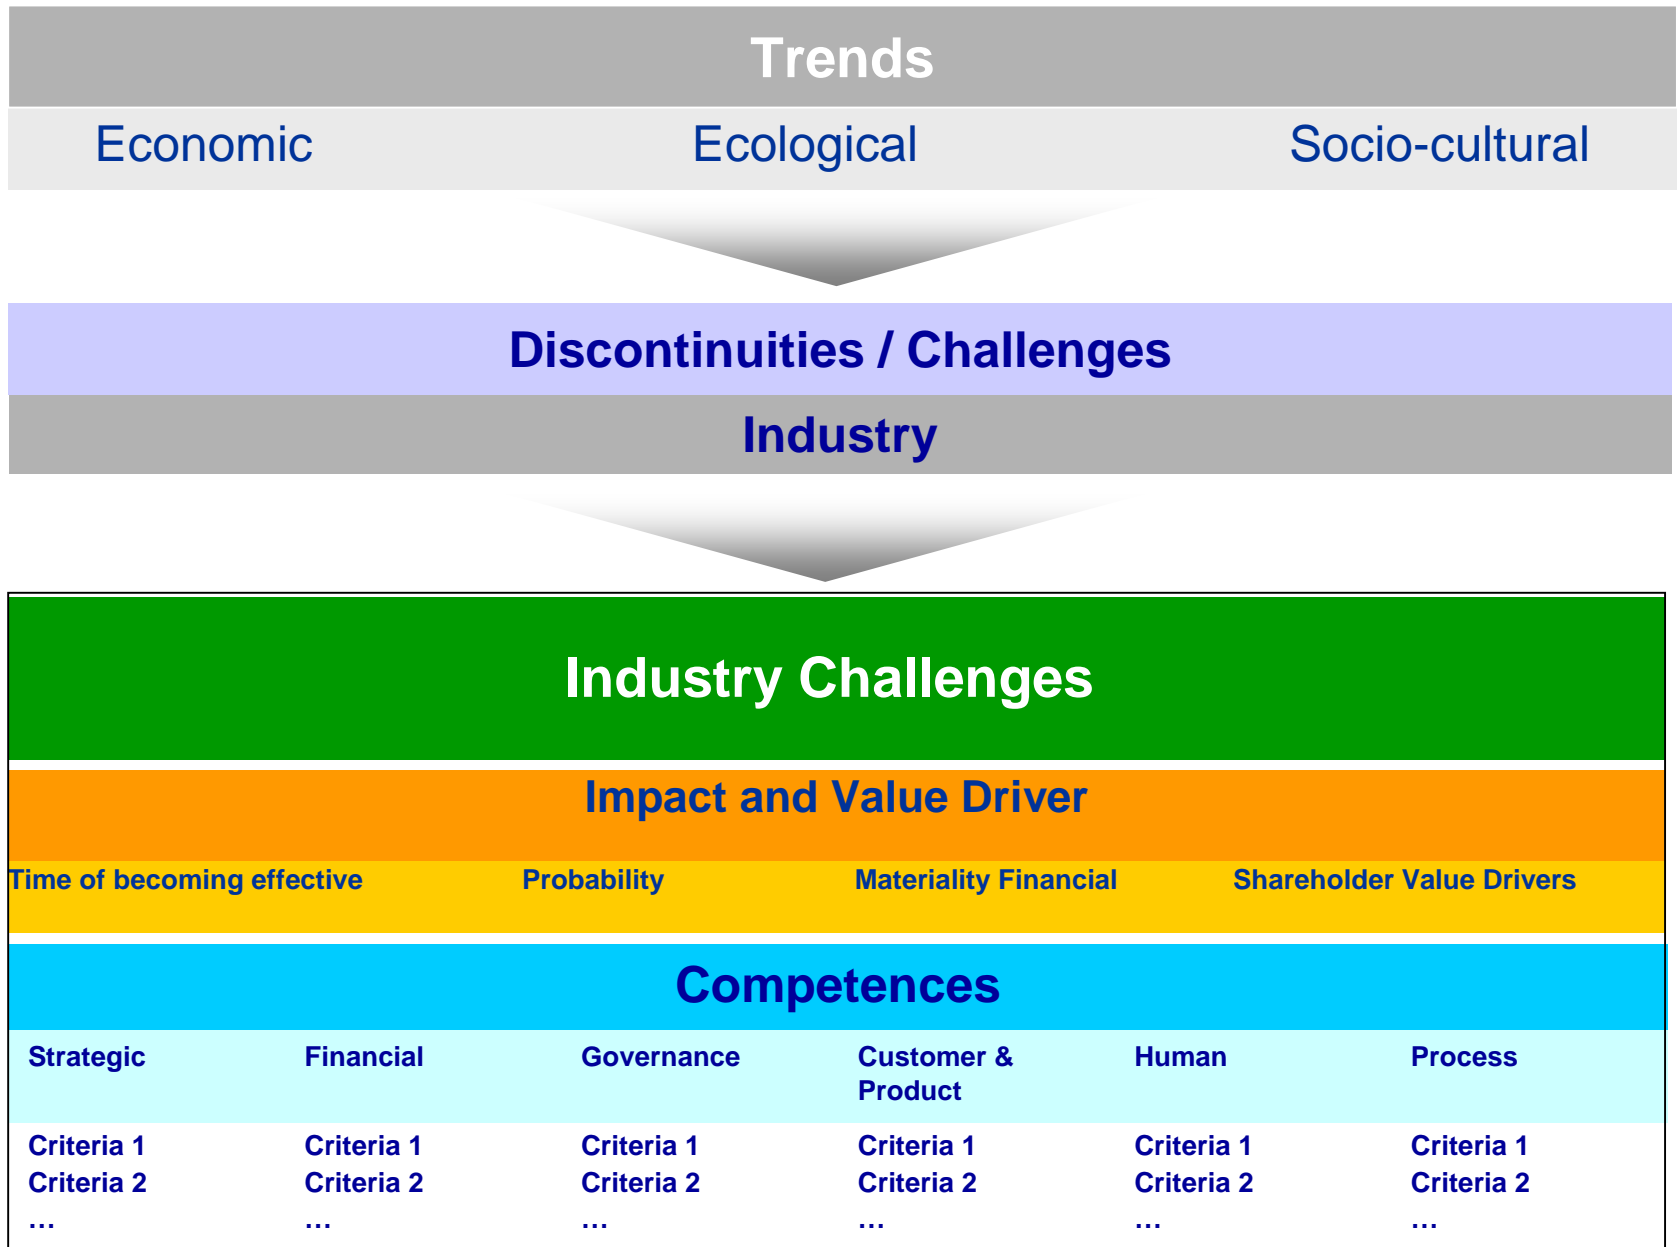 Trends
Economic Ecological Socio-cultural
Discontinuities / Challenges
Industry
Industry Challenges
Impact and Value Driver
Time of becoming effective Probability Materiality Financial Shareholder Value Drivers
Competences
Strategic Financial Governance Customer & Human Process
Product
Criteria 1 Criteria 1 Criteria 1 Criteria 1 Criteria 1 Criteria 1
Criteria 2 Criteria 2 Criteria 2 Criteria 2 Criteria 2 Criteria 2
… … … … … …